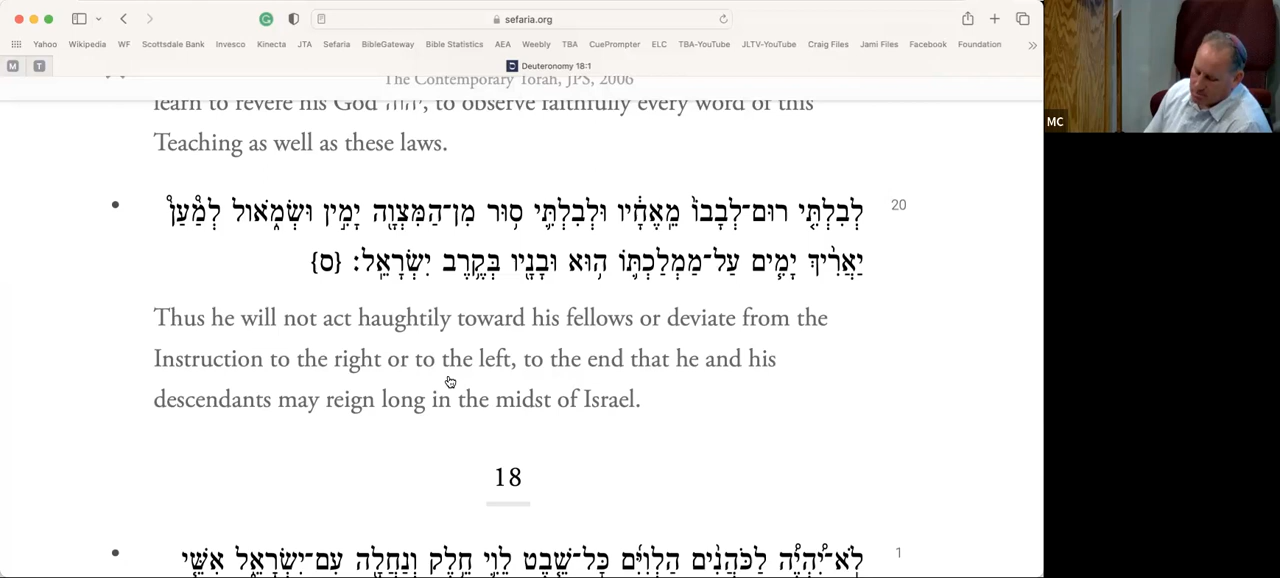 sefaria.org
Yahoo Wikipedia WF Scottsdale Bank Invesco Kinecta JTA Sefaria BibleGateway Bible Statistics AEA Weebly TBA CuePrompter ELC TBA-YouTube JLTV-YouTube Craig Files Jami Files Facebook Foundation
M T Deuteronomy 18:1
The Contemporary Torah, JPS, 2006
learn to revere his God יהוה, to observe faithfully every word of this
Teaching as well as these laws.
20
לְבִלְתִּ֤י רוּם־לְבָבוֹ֙ מֵֽאֶחָ֔יו וּלְבִלְתִּ֛י ס֥וּר מִן־הַמִּצְוָ֖ה יָמִ֣ין וּשְׂמֹ֑אול לְמַ֩עַן֩
יַאֲרִ֨יךְ יָמִ֧ים עַל־מַמְלַכְתּ֛וֹ ה֥וּא וּבָנָ֖יו בְּקֶ֥רֶב יִשְׂרָאֵֽל׃ {ס}
Thus he will not act haughtily toward his fellows or deviate from the
Instruction to the right or to the left, to the end that he and his
descendants may reign long in the midst of Israel.
18
1
לֹֽא־יִ֠הְיֶ֠ה לַכֹּהֲנִ֨ים הַלְוִיִּ֜ם כׇּל־שֵׁ֧בֶט לֵוִ֛י חֵ֥לֶק וְנַחֲלָ֖ה עִם־יִשְׂרָאֵ֑ל אִשֵּׁ֧י
MC